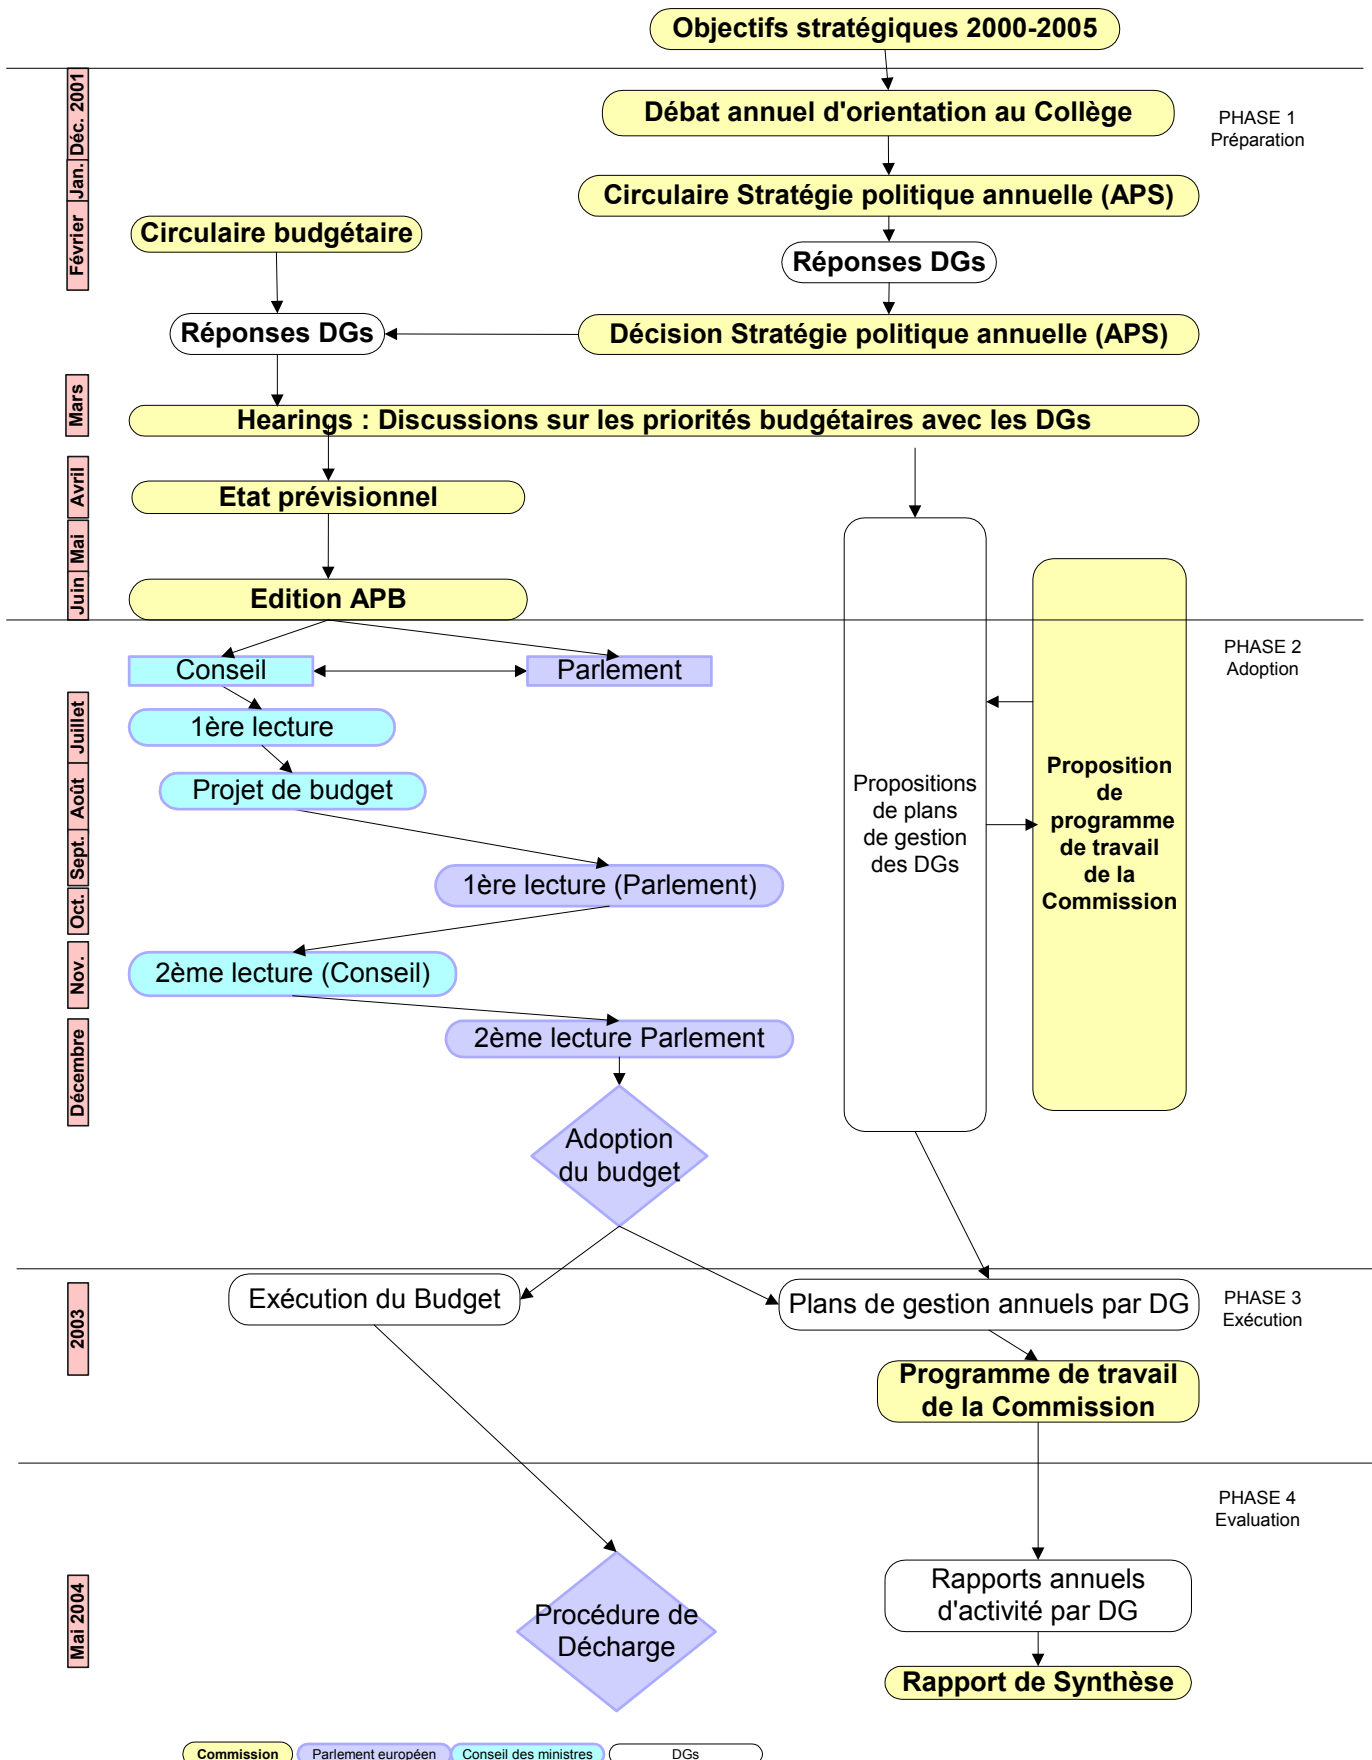 Objectifs stratégiques 2000-2005
Déc. 2001
Débat annuel d'orientation au Collège
PHASE 1
Préparation
Jan.
Circulaire Stratégie politique annuelle (APS)
Février
Circulaire budgétaire
Réponses DGs
Réponses DGs
Décision Stratégie politique annuelle (APS)
Mars
Hearings : Discussions sur les priorités budgétaires avec les DGs
Avril
Etat prévisionnel
Mai
Juin
Edition APB
PHASE 2
Adoption
Conseil
Parlement
Juillet
1ère lecture
Août
Projet de budget
Propositions
de plans
de gestion
des DGs
Proposition
de
programme
de travail
de la
Commission
Sept.
1ère lecture (Parlement)
Oct.
Nov.
2ème lecture (Conseil)
Décembre
2ème lecture Parlement
Adoption
du budget
2003
Exécution du Budget
Plans de gestion annuels par DG
PHASE 3
Exécution
Programme de travail
de la Commission
PHASE 4
Evaluation
Mai 2004
Procédure de
Décharge
Rapports annuels
d'activité par DG
Rapport de Synthèse
Commission
Parlement européen
Conseil des ministres
DGs